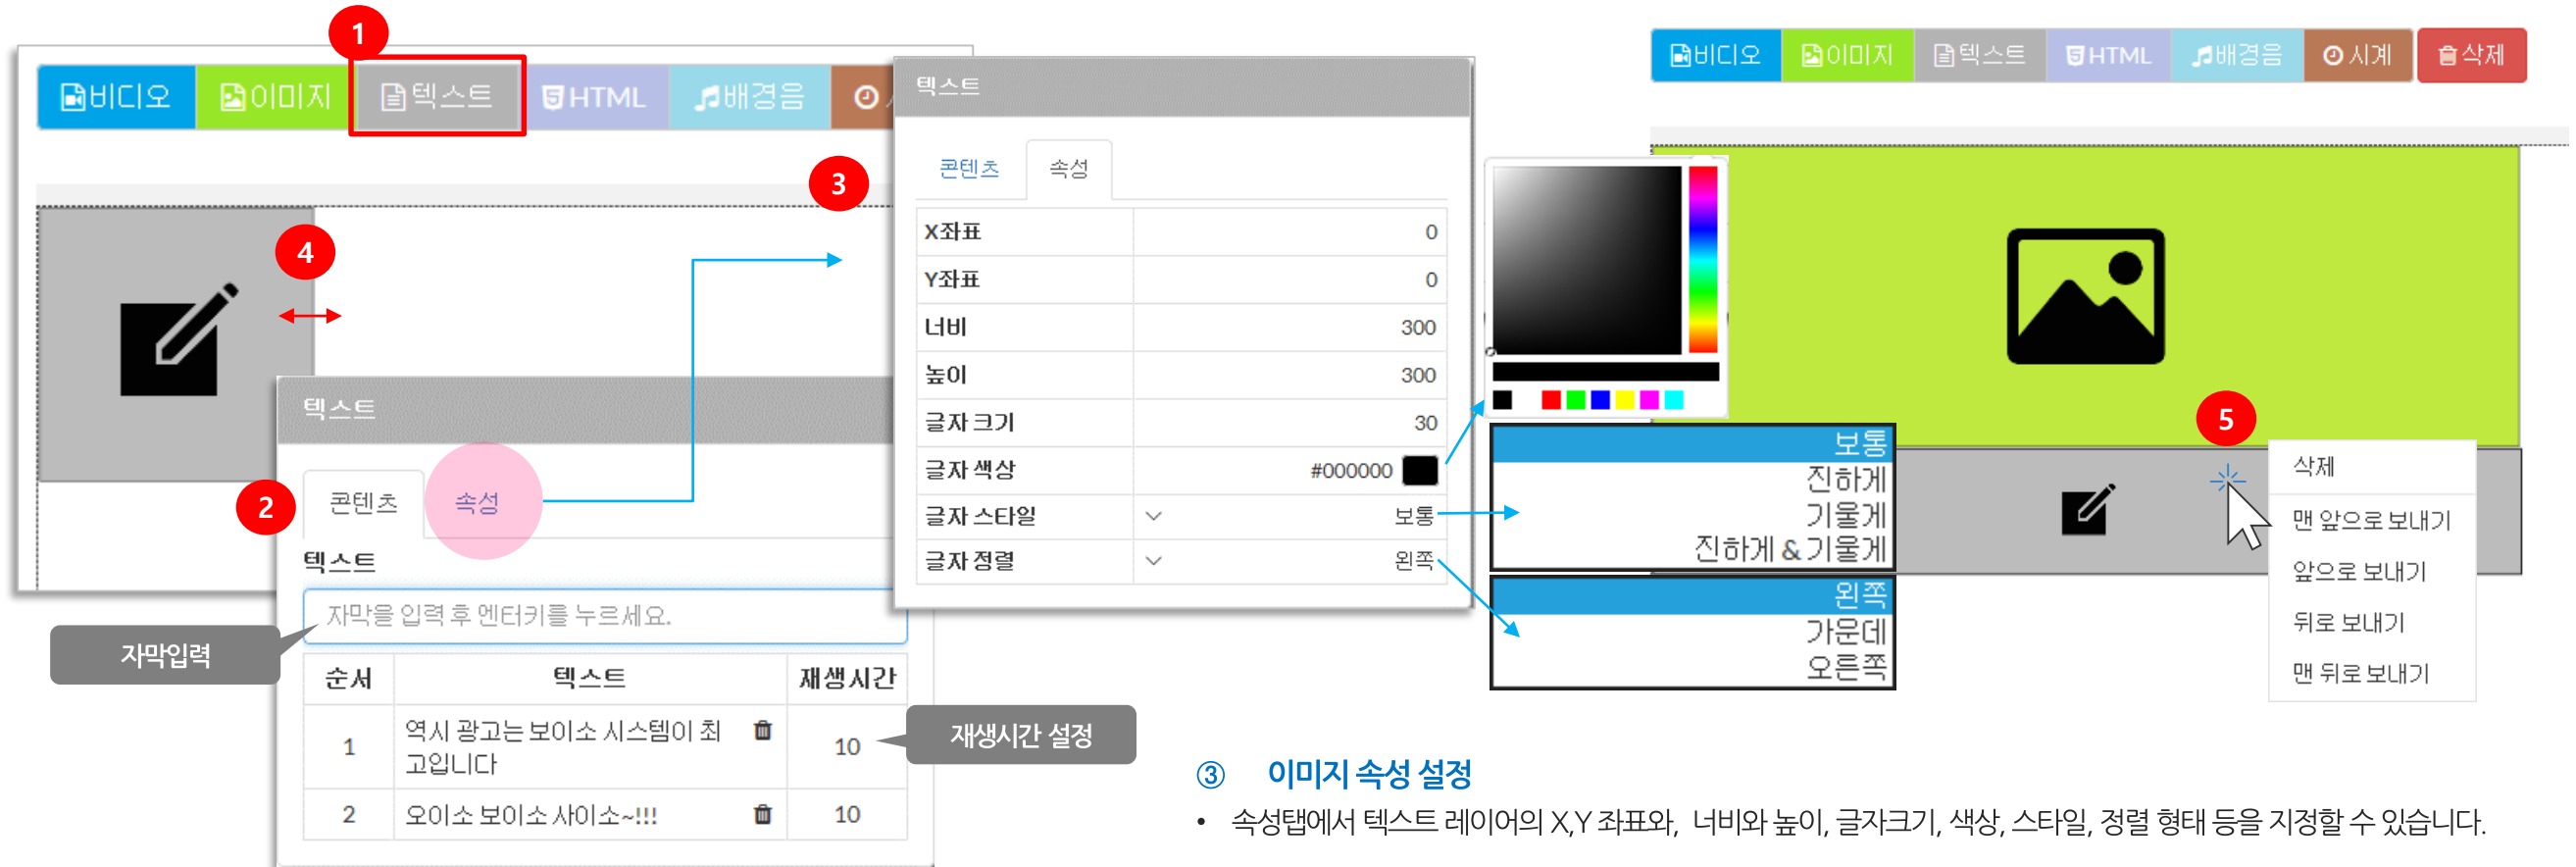 1
비디오 이미지 텍스트 HTML 배경음
4
2
텍스트
콘텐츠 속성
텍스트
자막을 입력 후 엔터키를 누르세요.
자막입력
순서 텍스트 재생시간
1 역시 광고는 보이소 시스템이 최 10
고입니다
2 오이소 보이소 사이소~!!! 10
재생시간 설정
3
텍스트
콘텐츠 속성
X좌표 0
Y좌표 0
너비 300
높이 300
글자 크기 30
글자 색상 #000000
글자 스타일 보통
글자 정렬 왼쪽
보통
진하게
기울게
진하게 & 기울게
왼쪽
가운데
오른쪽
비디오 이미지 텍스트 HTML 배경음 시계 삭제
5
삭제
맨 앞으로 보내기
앞으로 보내기
뒤로 보내기
맨 뒤로 보내기
③ 이미지 속성 설정
• 속성탭에서 텍스트 레이어의 X,Y 좌표와, 너비와 높이, 글자크기, 색상, 스타일, 정렬 형태 등을 지정할 수 있습니다.